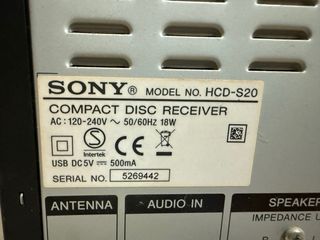 SONY® MODEL NO. HCD-S20
COMPACT DISC RECEIVER
AC: 120-240V ~ 50/60HZ 18W
Intertek
USB DC5V ⎓ 500mA
SERIAL NO. 5269442
ANTENNA AUDIO IN SPEAKER
IMPEDANCE U